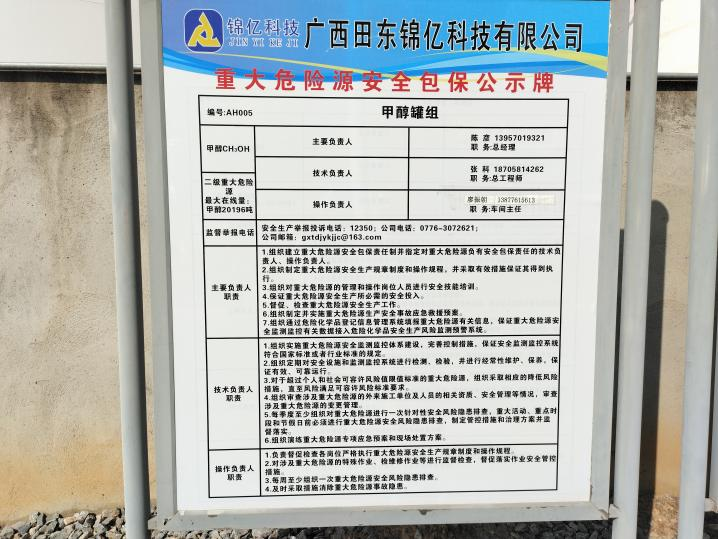 锦亿科技
JIN YI KE JI
广西田东锦亿科技有限公司
重大危险源安全包保公示牌
编号:AH005
甲醇罐组
甲醇CH₃OH
主要负责人
陈 彦 13957019321
职 务:总经理
技术负责人
张 科 18705814262
职 务:总工程师
二级重大危险
源
最大在线量:
甲醇20196吨
操作负责人
廖振朝 13877615613
职 务:车间主任
监督举报电话
安全生产举报投诉电话: 12350; 公司电话: 0776-3072621;
公司邮箱: gxtdjykjjc@163.com
主要负责人
职责
1.组织建立重大危险源安全包保责任制并指定对重大危险源负有安全包保责任的技术负
责人、操作负责人。
2.组织制定重大危险源安全生产规章制度和操作规程，并采取有效措施保证其得到执
行。
3.组织对重大危险源的管理和操作岗位人员进行安全技能培训。
4.保证重大危险源安全生产所必需的安全投入。
5.督促、检查重大危险源安全生产工作。
6.组织制定并实施重大危险源生产安全事故应急救援预案。
7.组织通过危险化学品登记信息管理系统填报重大危险源有关信息，保证重大危险源安
全监测监控有关数据接入危险化学品安全生产风险监测预警系统。
技术负责人
职责
1.组织实施重大危险源安全监测监控体系建设，完善控制措施，保证安全监测监控系统
符合国家标准或者行业标准的规定。
2.组织定期对安全设施和监测监控系统进行检测、检验，并进行经常性维护、保养，保
证有效、可靠运行。
3.对于超过个人和社会可容许风险值限值标准的重大危险源，组织采取相应的降低风险
措施，直至风险满足可容许风险标准要求。
4.组织审查涉及重大危险源的外来施工单位及人员的相关资质、安全管理等情况，审查
涉及重大危险源的变更管理。
5.每季度至少组织对重大危险源进行一次针对性安全风险隐患排查，重大活动、重点时
段和节假日前必须进行重大危险源安全风险隐患排查，制定管控措施和治理方案并监
督落实。
6.组织演练重大危险源专项应急预案和现场处置方案。
操作负责人
职责
1.负责督促检查各岗位严格执行重大危险源安全生产规章制度和操作规程。
2.对涉及重大危险源的特殊作业、检维修作业等进行监督检查，督促落实作业安全管控
措施。
3.每周至少组织一次重大危险源安全风险隐患排查。
4.及时采取措施消除重大危险源事故隐患。